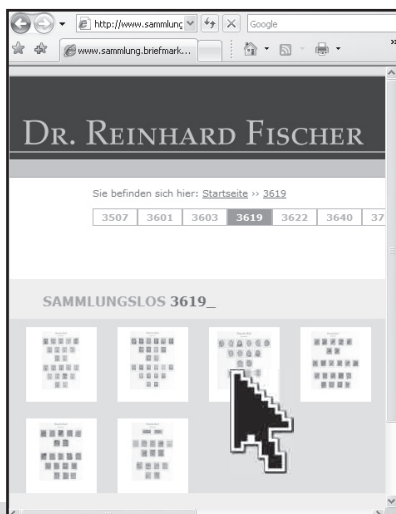 http://www.sammlung
Google
www.sammlung.briefmark...
»
DR. REINHARD FISCHER
Sie befinden sich hier: Startseite ›› 3619
3507 3601 3603 3619 3622 3640 37
SAMMLUNGSLOS 3619_